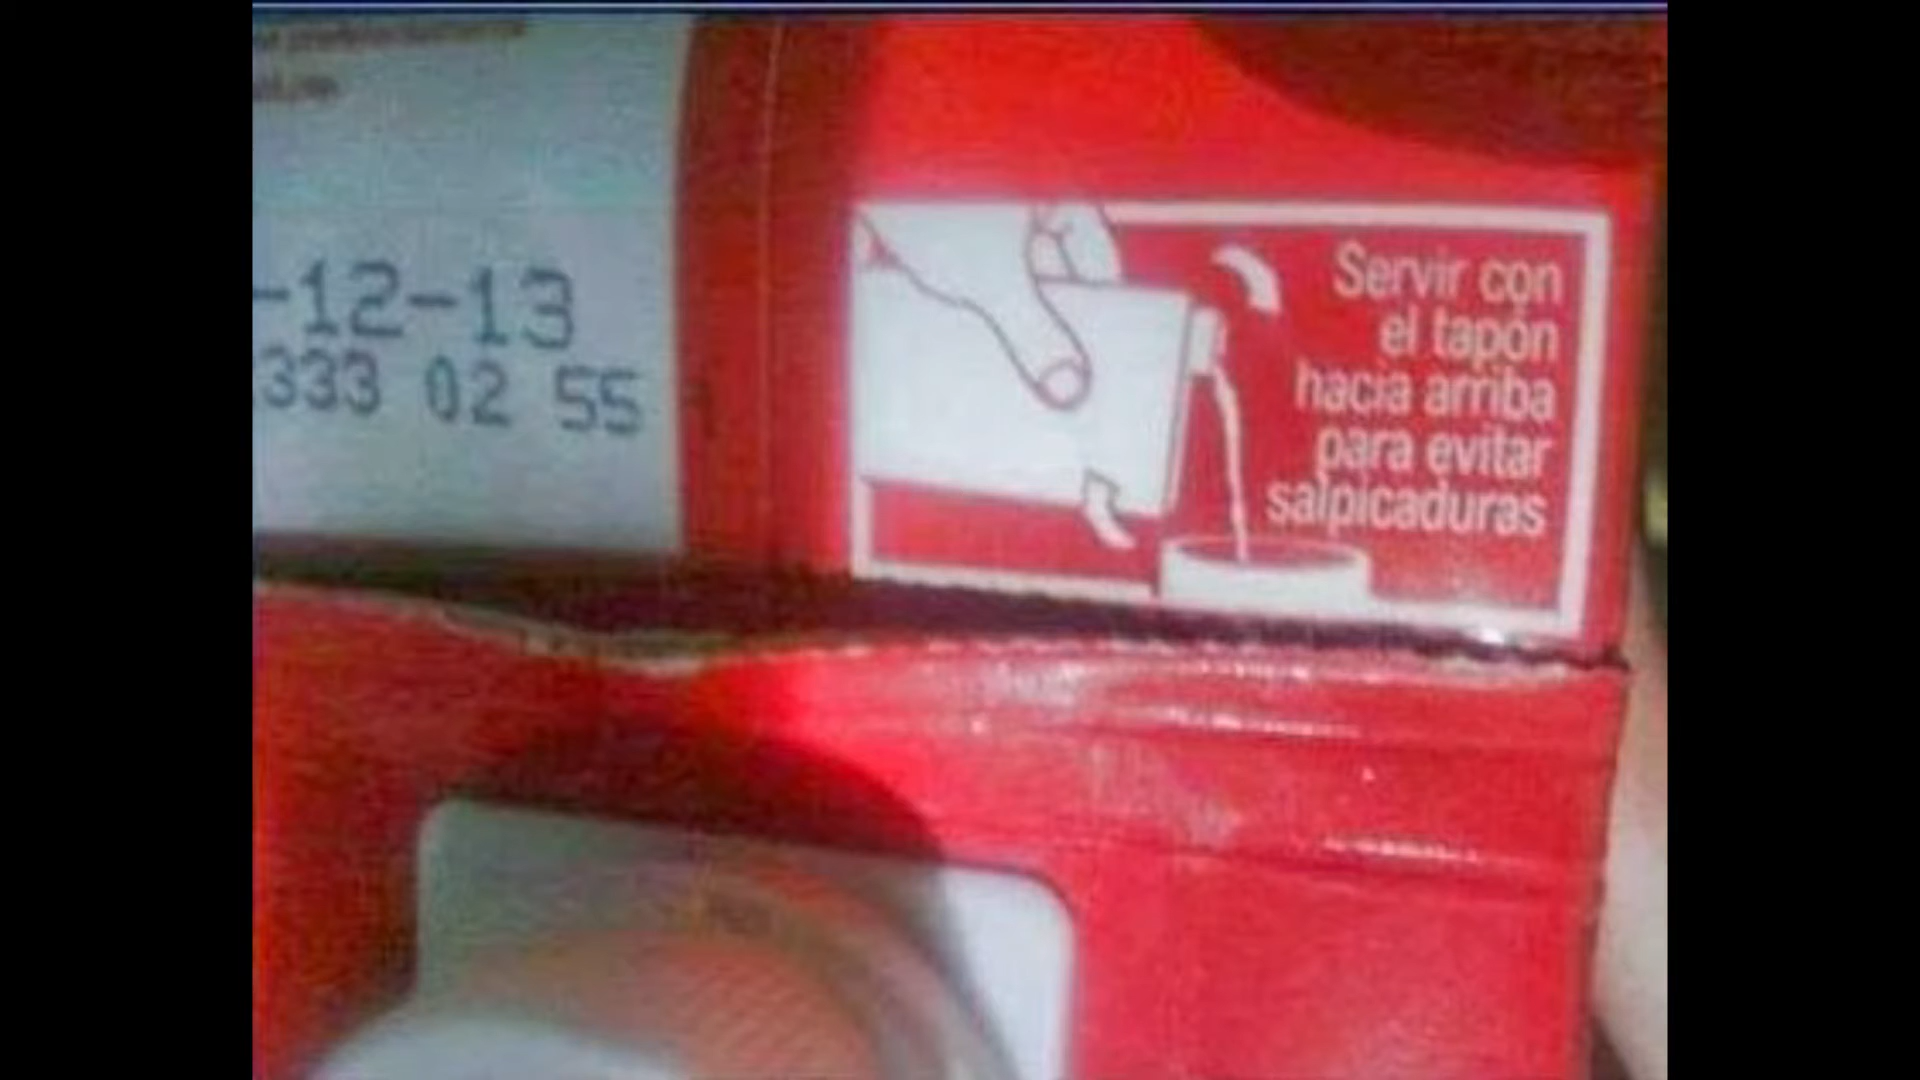 -12-13
333 02 55
Servir con
el tapón
hacia arriba
para evitar
salpicaduras